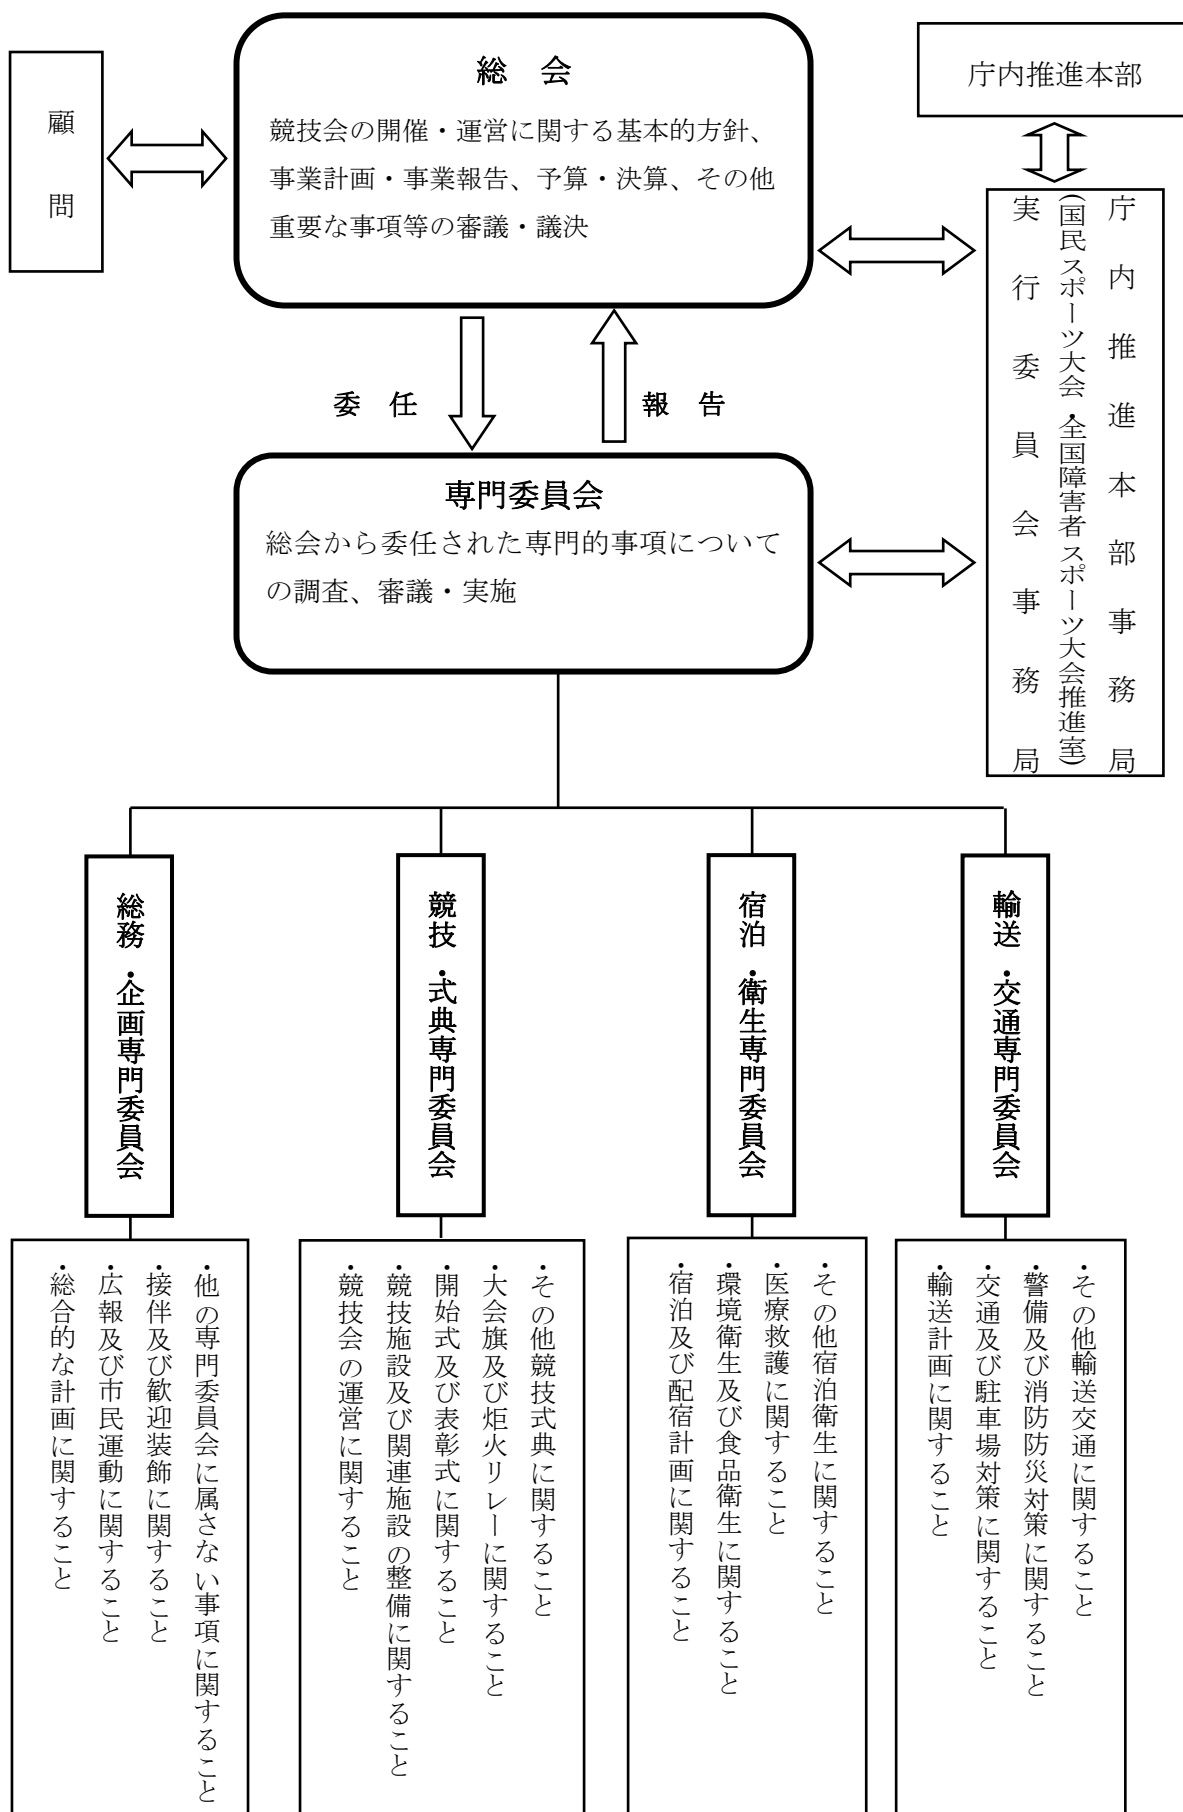 顧問
総　会
競技会の開催・運営に関する基本的方針、
事業計画・事業報告、予算・決算、その他
重要な事項等の審議・議決
庁内推進本部
庁内推進本部事務局
(国民スポーツ大会・全国障害者スポーツ大会推進室)
実行委員会事務局
委　任
報　告
専門委員会
総会から委任された専門的事項について
の調査、審議・実施
総務・企画専門委員会
競技・式典専門委員会
宿泊・衛生専門委員会
輸送・交通専門委員会
・他の専門委員会に属さない事項に関すること
・接伴及び歓迎装飾に関すること
・広報及び市民運動に関すること
・総合的な計画に関すること
・その他競技式典に関すること
・大会旗及び炬火リレーに関すること
・開始式及び表彰式に関すること
・競技施設及び関連施設の整備に関すること
・競技会の運営に関すること
・その他宿泊衛生に関すること
・医療救護に関すること
・環境衛生及び食品衛生に関すること
・宿泊及び配宿計画に関すること
・その他輸送交通に関すること
・警備及び消防防災対策に関すること
・交通及び駐車場対策に関すること
・輸送計画に関すること